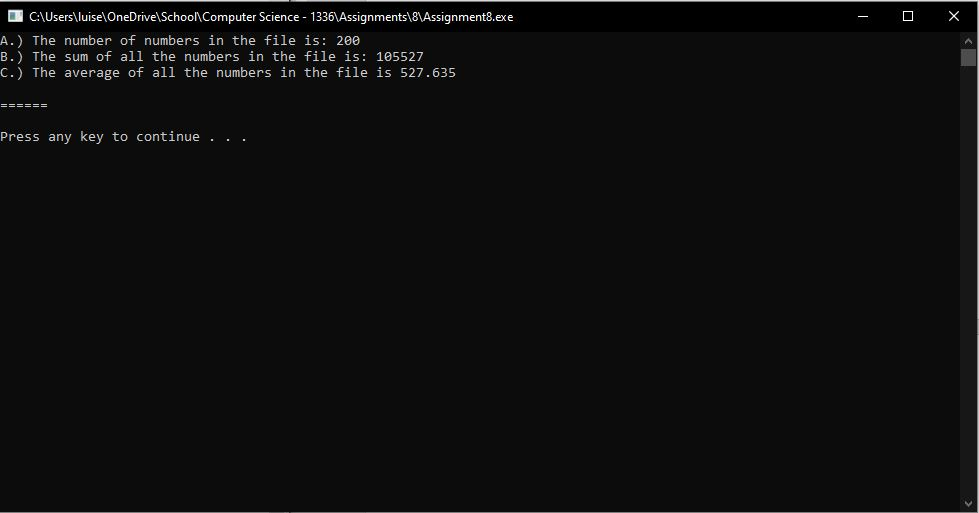 C:\Users\luise\OneDrive\School\Computer Science - 1336\Assignments\8\Assignment8.exe
A.) The number of numbers in the file is: 200
B.) The sum of all the numbers in the file is: 105527
C.) The average of all the numbers in the file is 527.635
======
Press any key to continue . . .